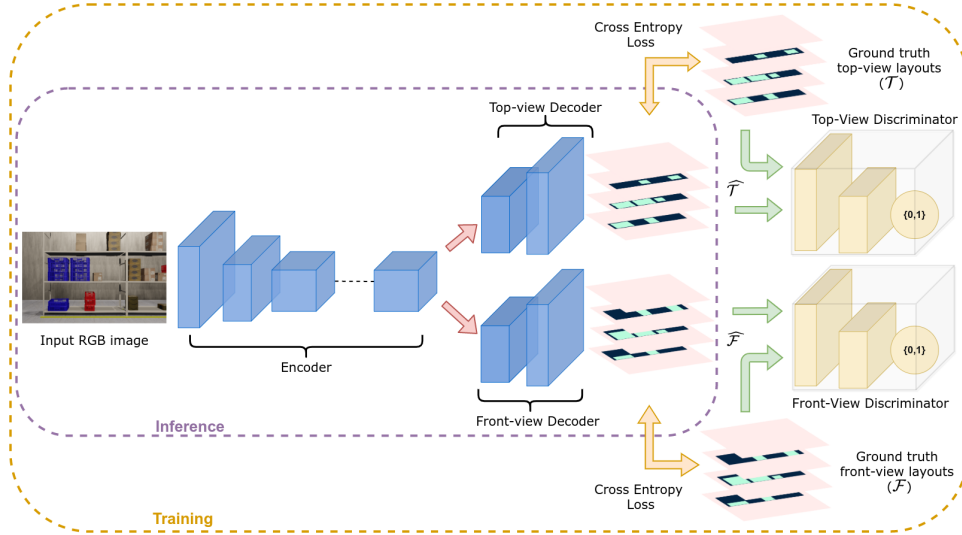 Cross Entropy
Loss
Ground truth
top-view layouts
(𝒯)
Top-view Decoder
Top-View Discriminator
𝒯̂
{0,1}
Input RGB image
Encoder
ℱ̂
{0,1}
Front-view Decoder
Front-View Discriminator
Inference
Cross Entropy
Loss
Ground truth
front-view layouts
(ℱ)
Training